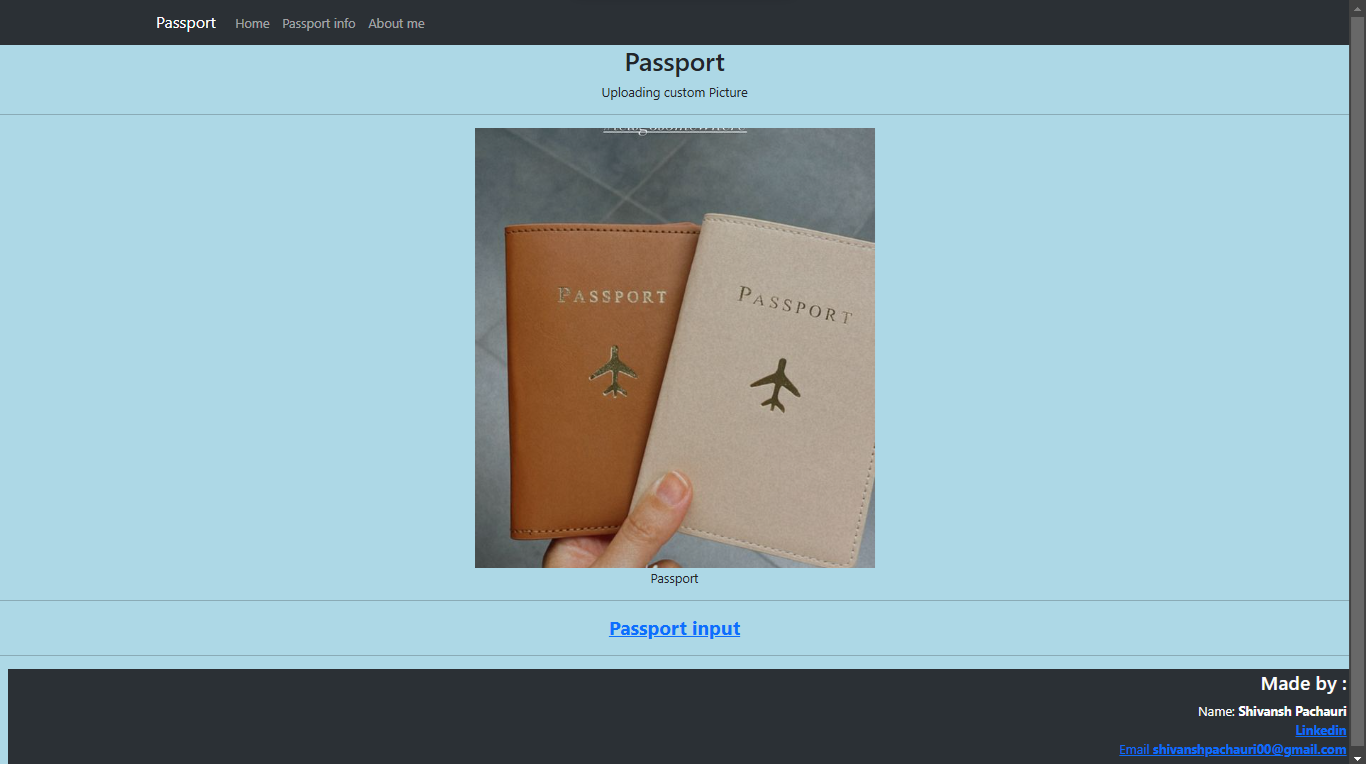 Passport Home Passport info About me
Passport
Uploading custom Picture
PASSPORT
PASSPORT
Passport
Passport input
Made by :
Name: Shivansh Pachauri
Linkedin
Email shivanshpachauri00@gmail.com